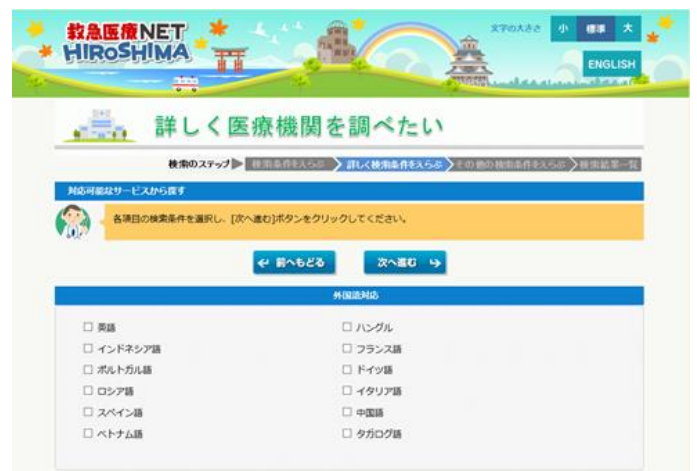 救急医療NET
HIROSHIMA
文字の大きさ 小 標準 大
ENGLISH
詳しく医療機関を調べたい
検索のステップ▶ 検索条件をえらぶ 詳しく検索条件をえらぶ その他の検索条件をえらぶ 検索結果一覧
対応可能なサービスから探す
各項目の検索条件を選択し、[次へ進む]ボタンをクリックしてください。
前へもどる 次へ進む
外国語対応
英語 ハングル
インドネシア語 フランス語
ポルトガル語 ドイツ語
ロシア語 イタリア語
スペイン語 中国語
ベトナム語 タガログ語